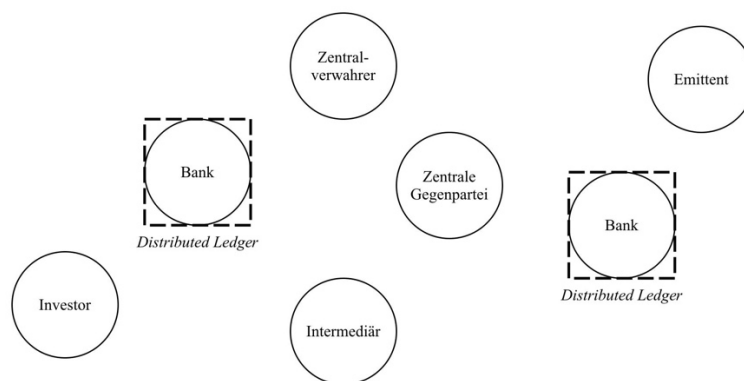 Zentral-
verwahrer
Emittent
Bank
Zentrale
Gegenpartei
Distributed Ledger
Bank
Distributed Ledger
Investor
Intermediär